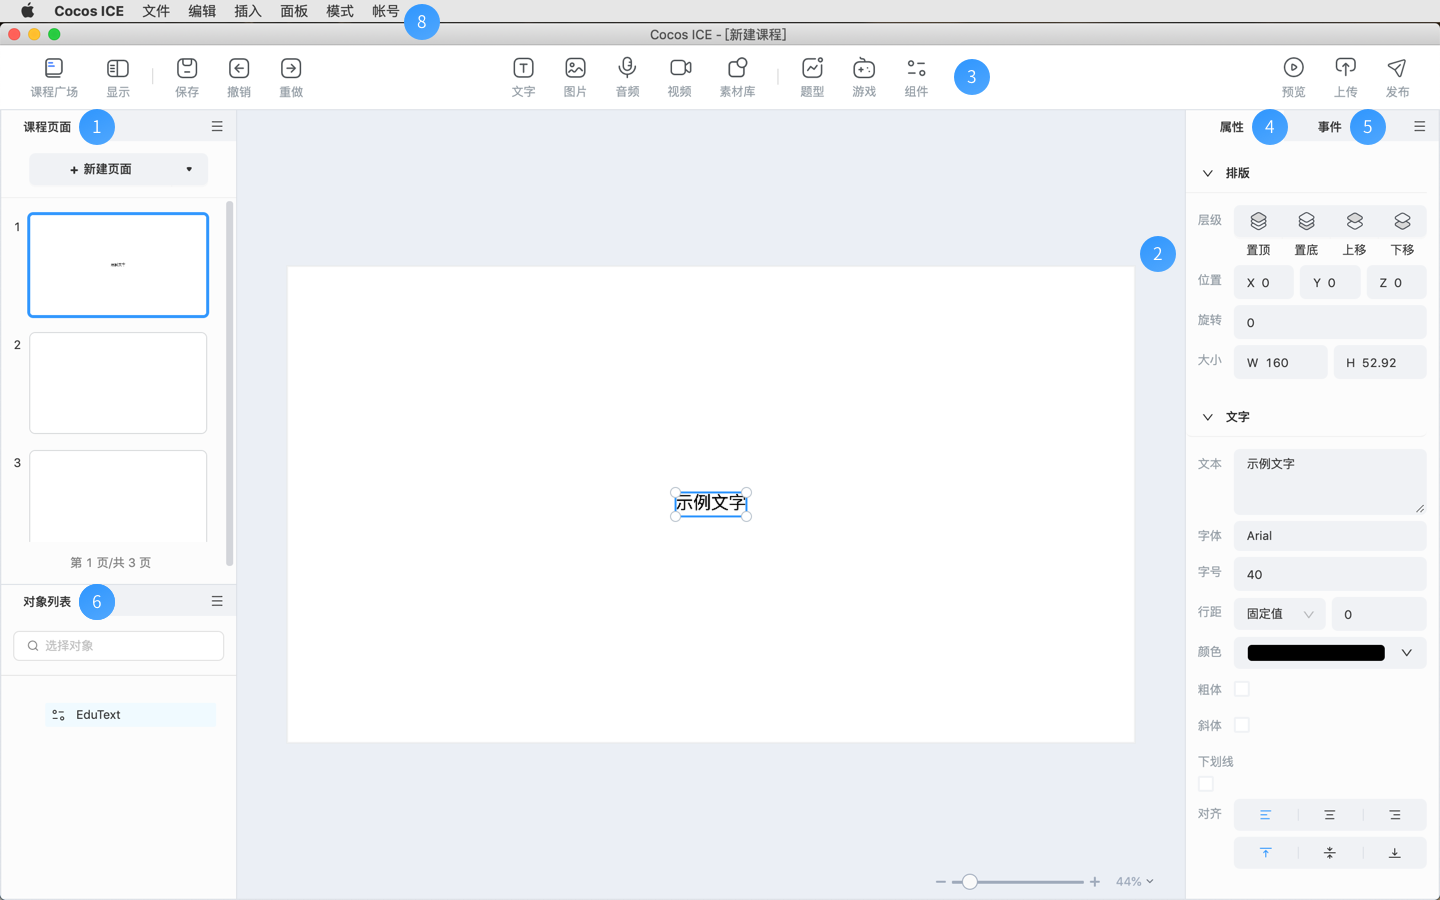 Cocos ICE 文件 编辑 插入 面板 模式 帐号 8
Cocos ICE - [新建课程]
课程广场 显示 保存 撤销 重做 文字 图片 音频 视频 素材库 题型 游戏 组件 3 预览 上传 发布
课程页面 1
+ 新建页面
1
2
3
第 1 页/共 3 页
对象列表 6
选择对象
EduText
示例文字
2
44%
属性 4 事件 5
排版
层级
置顶 置底 上移 下移
位置 X 0 Y 0 Z 0
旋转 0
大小 W 160 H 52.92
文字
文本 示例文字
字体 Arial
字号 40
行距 固定值 0
颜色
粗体
斜体
下划线
对齐